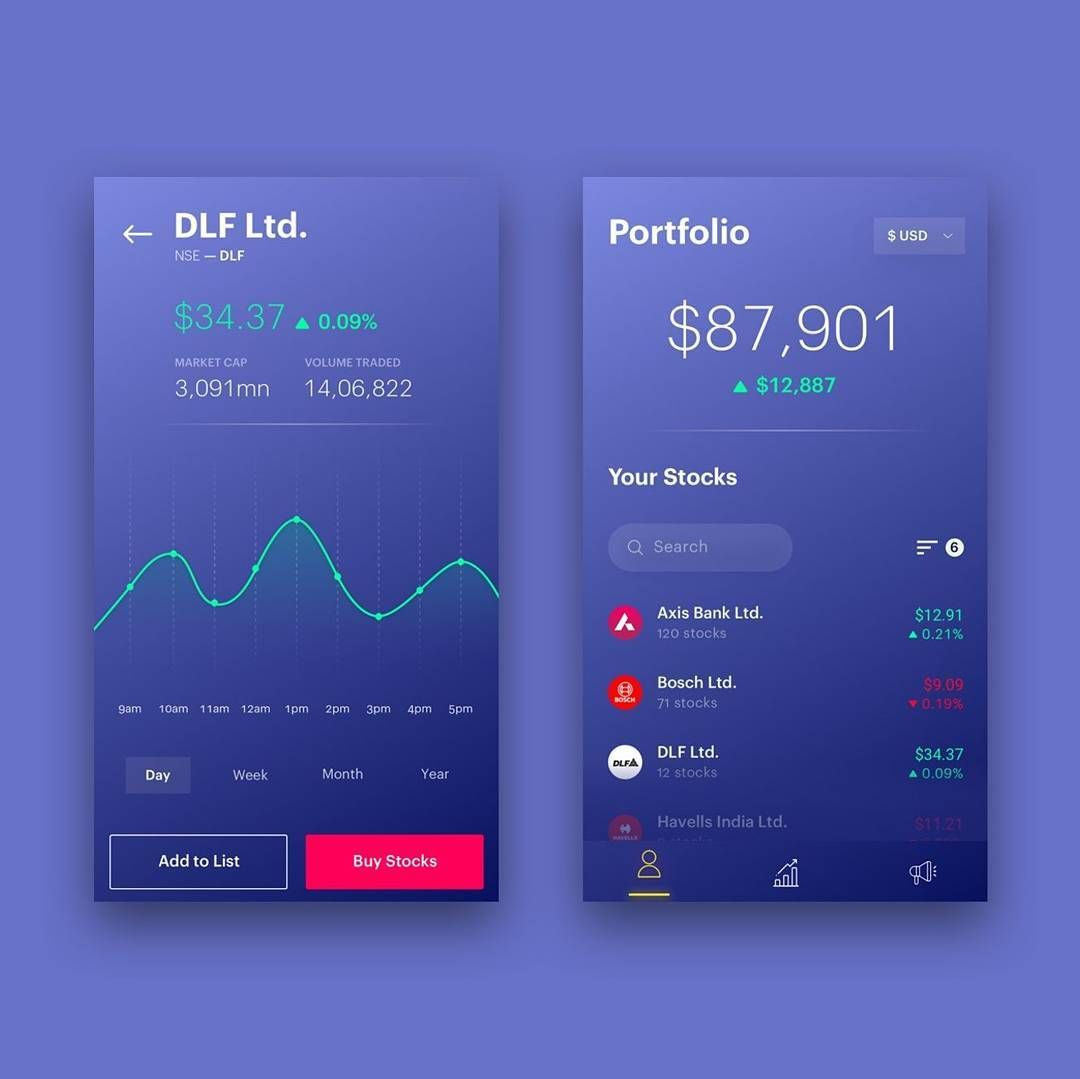 DLF Ltd.
NSE — DLF
$34.37 ▲ 0.09%
MARKET CAP
3,091mn
VOLUME TRADED
14,06,822
9am 10am 11am 12am 1pm 2pm 3pm 4pm 5pm
Day Week Month Year
Add to List
Buy Stocks
Portfolio
$ USD
$87,901
▲ $12,887
Your Stocks
Search
6
Axis Bank Ltd.
$12.91
120 stocks
▲ 0.21%
BOSCH
Bosch Ltd.
$9.09
71 stocks
▼ 0.19%
DLF
DLF Ltd.
$34.37
12 stocks
▲ 0.09%
HAVELLS
Havells India Ltd.
$11.21